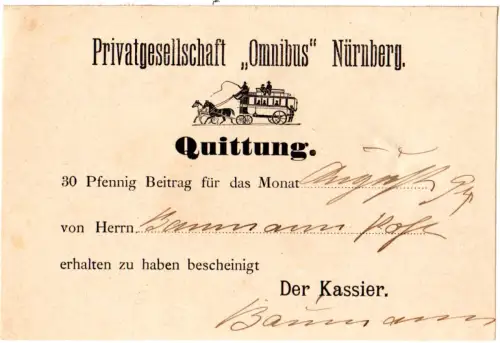 Privatgesellschaft „Omnibus“ Nürnberg.
Quittung.
30 Pfennig Beitrag für das Monat August
von Herrn Baumann
erhalten zu haben bescheinigt
Der Kassier.
Baumann